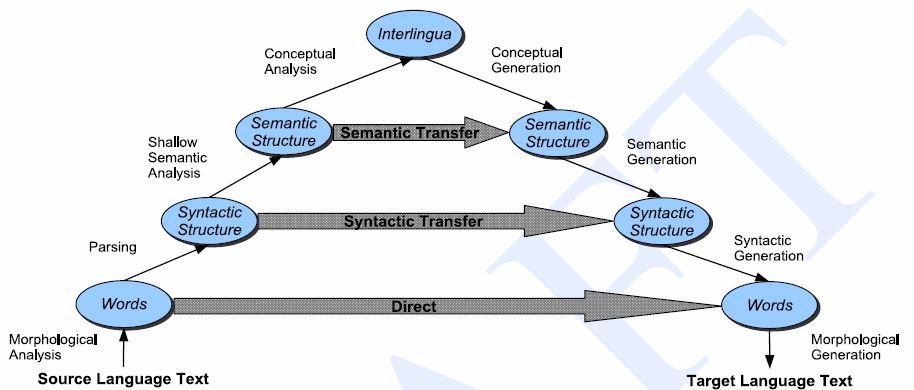 Interlingua
Conceptual
Analysis
Conceptual
Generation
Semantic
Structure
Semantic Transfer
Semantic
Structure
Shallow
Semantic
Analysis
Semantic
Generation
Syntactic
Structure
Syntactic Transfer
Syntactic
Structure
Parsing
Syntactic
Generation
Words
Direct
Words
Morphological
Analysis
Morphological
Generation
Source Language Text
Target Language Text